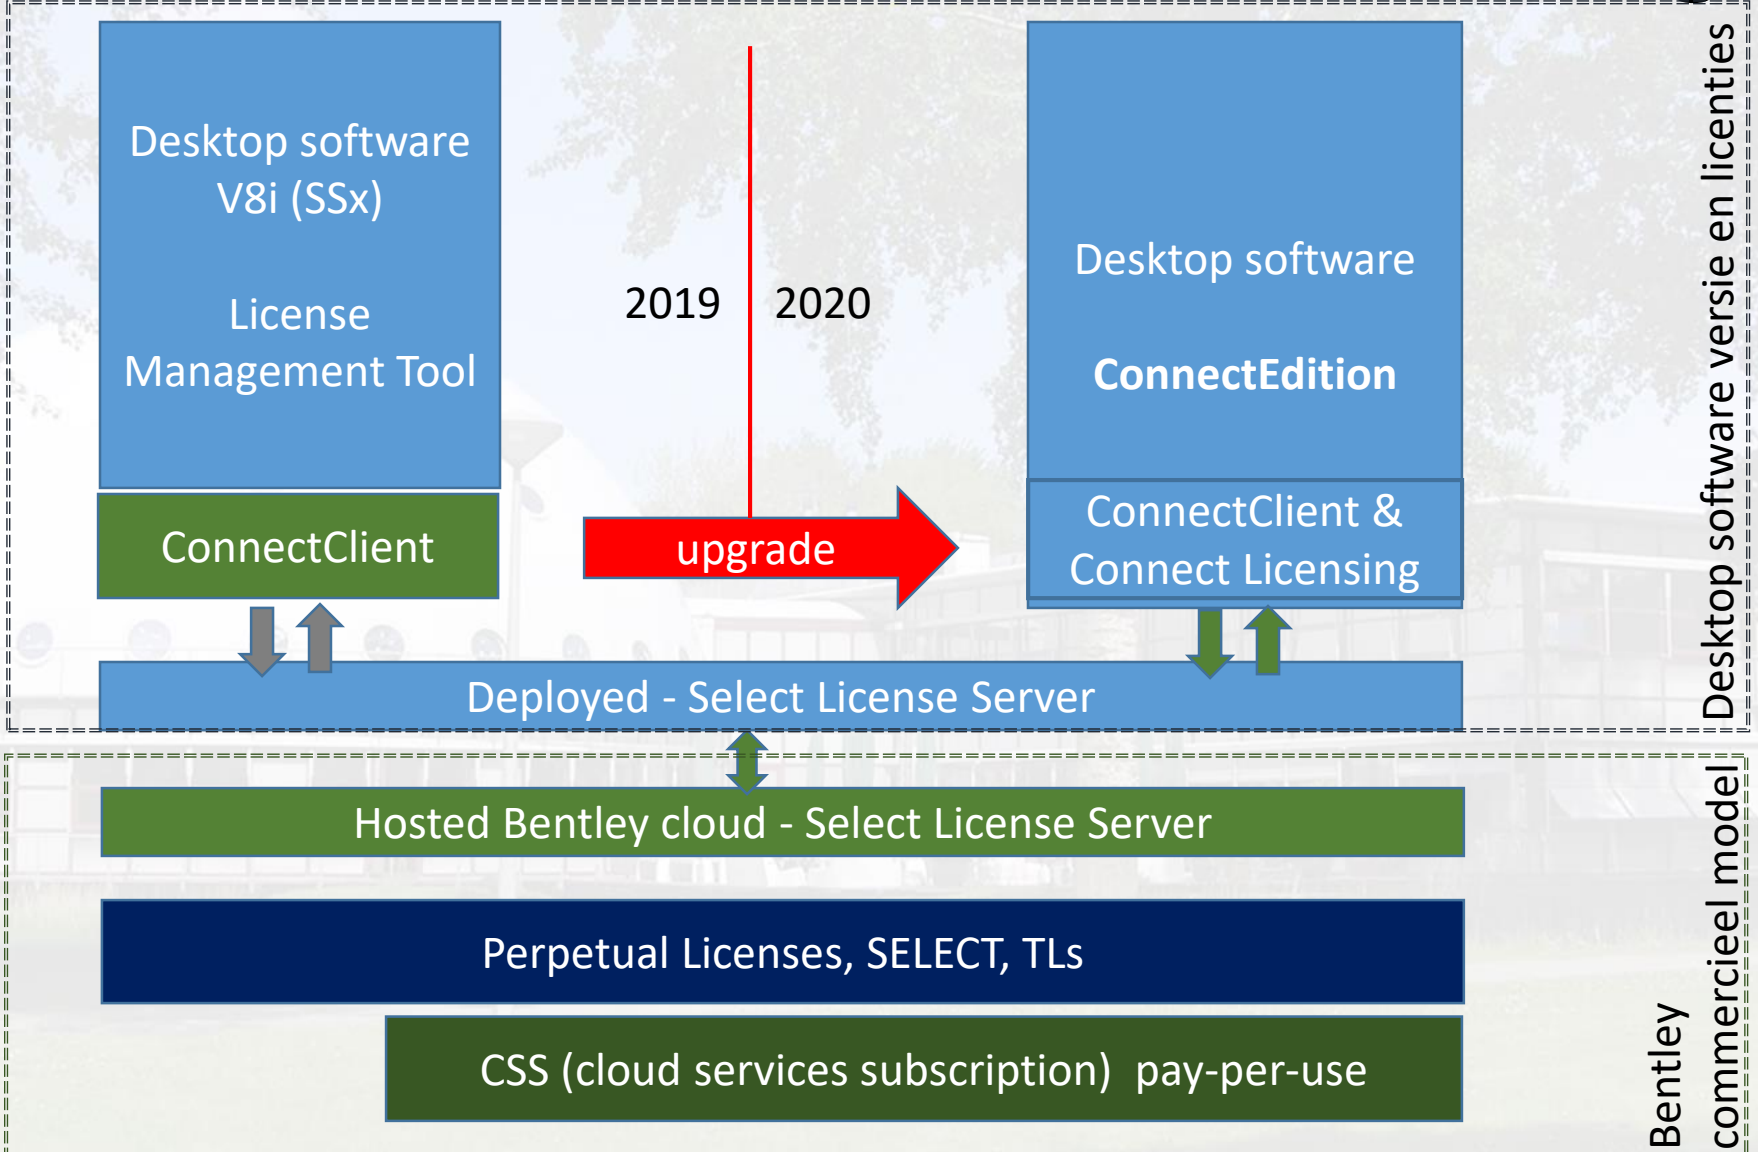 Desktop software
V8i (SSx)
License
Management Tool
ConnectClient
2019
2020
upgrade
Desktop software
ConnectEdition
ConnectClient &
Connect Licensing
Deployed - Select License Server
Desktop software versie en licenties
Hosted Bentley cloud - Select License Server
Perpetual Licenses, SELECT, TLs
CSS (cloud services subscription)  pay-per-use
Bentley
commercieel model